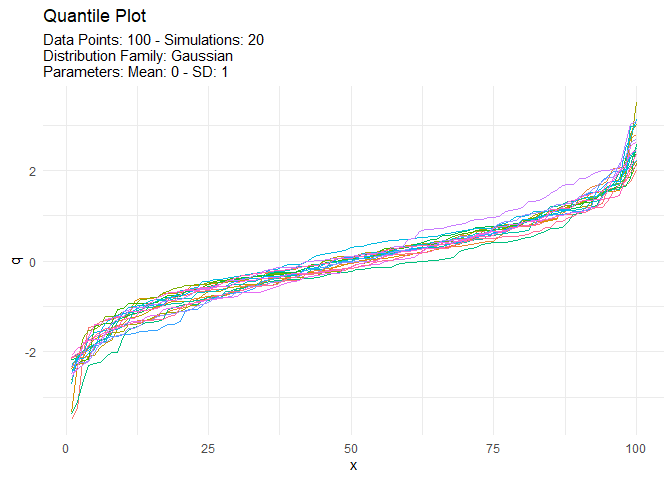 Quantile Plot
Data Points: 100 - Simulations: 20
Distribution Family: Gaussian
Parameters: Mean: 0 - SD: 1
2
0
-2
q
0 25 50 75 100
x